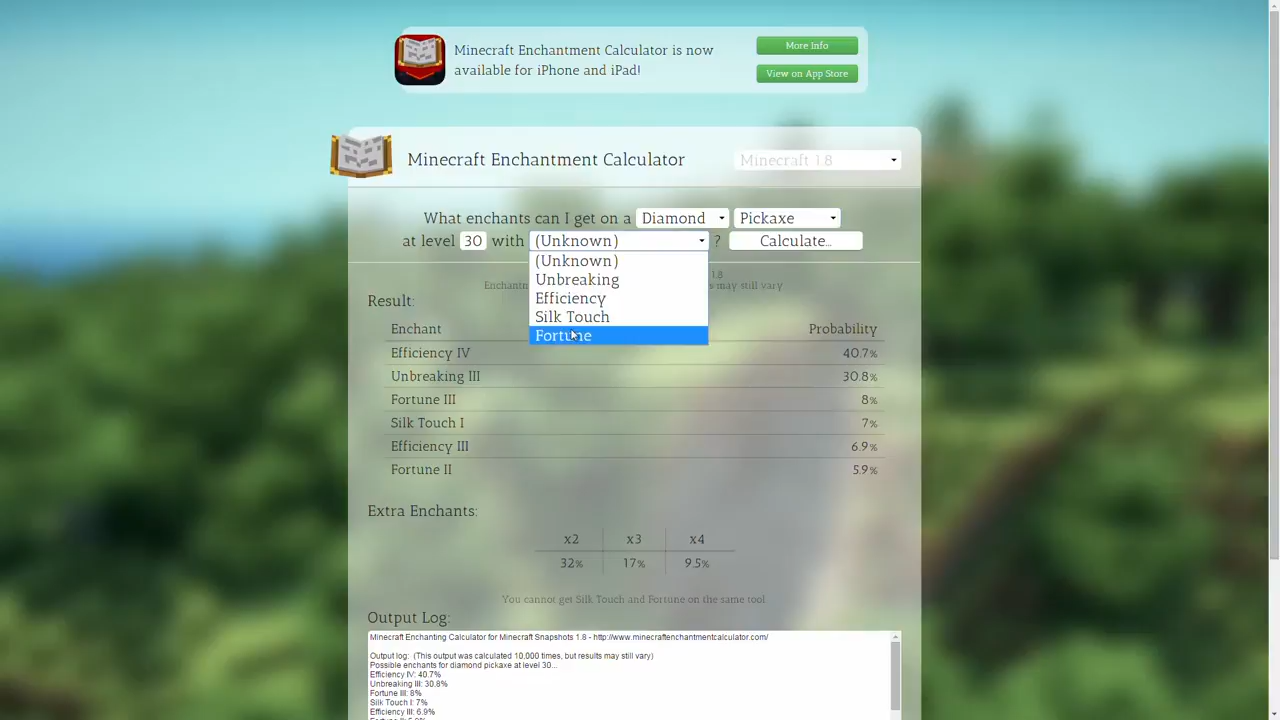 Minecraft Enchantment Calculator is now
available for iPhone and iPad!
More Info
View on App Store
Minecraft Enchantment Calculator
Minecraft 1.8
What enchants can I get on a Diamond Pickaxe
at level 30 with (Unknown) ? Calculate...
(Unknown)
Unbreaking
Efficiency
Silk Touch
Fortune
1.8
Enchantm
s may still vary
Result:
Enchant Probability
Efficiency IV 40.7%
Unbreaking III 30.8%
Fortune III 8%
Silk Touch I 7%
Efficiency III 6.9%
Fortune II 5.9%
Extra Enchants:
x2 x3 x4
32% 17% 9.5%
You cannot get Silk Touch and Fortune on the same tool
Output Log:
Minecraft Enchanting Calculator for Minecraft Snapshots 1.8 - http://www.minecraftenchantmentcalculator.com/
Output log: (This output was calculated 10,000 times, but results may still vary)
Possible enchants for diamond pickaxe at level 30...
Efficiency IV: 40.7%
Unbreaking III: 30.8%
Fortune III: 8%
Silk Touch I: 7%
Efficiency III: 6.9%